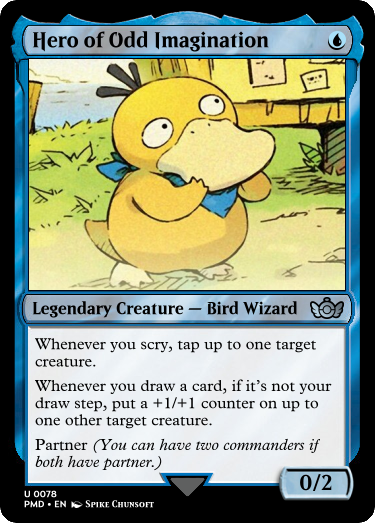 Hero of Odd Imagination
Legendary Creature — Bird Wizard
Whenever you scry, tap up to one target
creature.
Whenever you draw a card, if it's not your
draw step, put a +1/+1 counter on up to
one other target creature.
Partner (You can have two commanders if
both have partner.)
0/2
U 0078
PMD • EN Spike Chunsoft